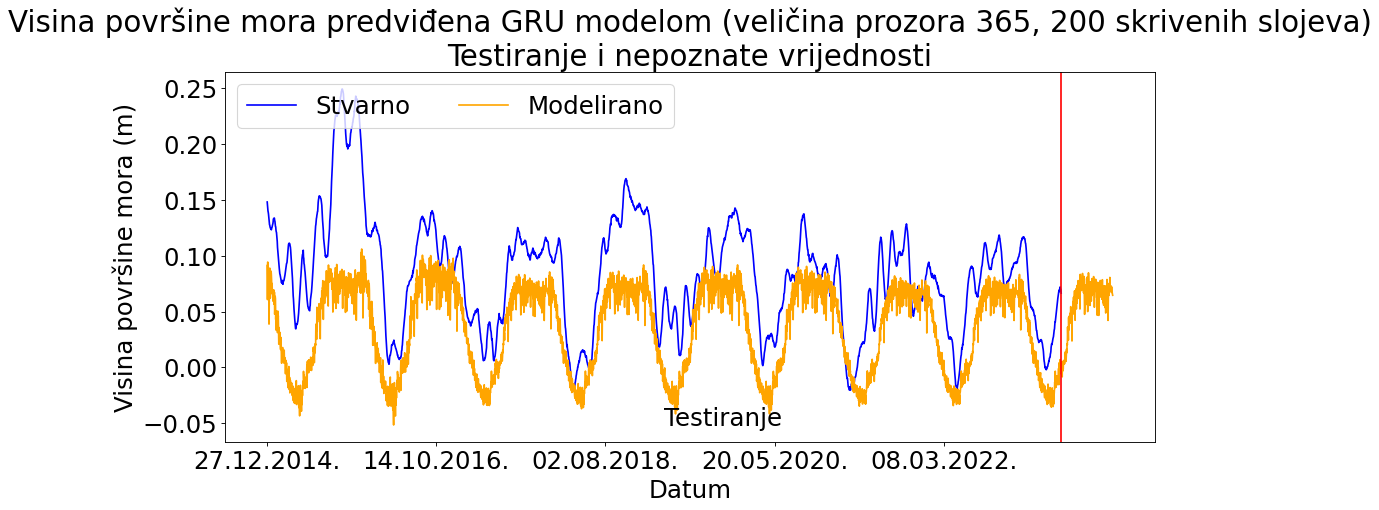 Visina površine mora predviđena GRU modelom (veličina prozora 365, 200 skrivenih slojeva)
Testiranje i nepoznate vrijednosti
Stvarno
Modelirano
Visina površine mora (m)
0.25
0.20
0.15
0.10
0.05
0.00
−0.05
Testiranje
27.12.2014.
14.10.2016.
02.08.2018.
20.05.2020.
08.03.2022.
Datum